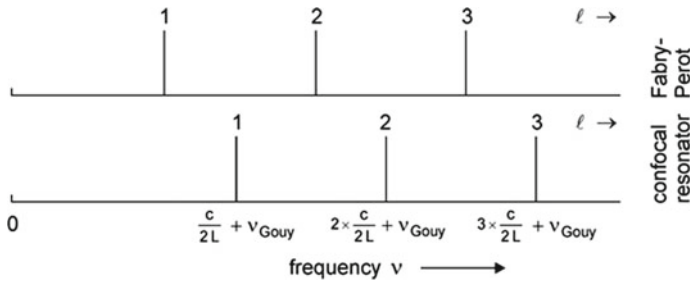 1 2 3 ℓ →
Fabry-
Perot
1 2 3 ℓ →
confocal
resonator
0 c/2L + νGouy 2 × c/2L + νGouy 3 × c/2L + νGouy
frequency ν →